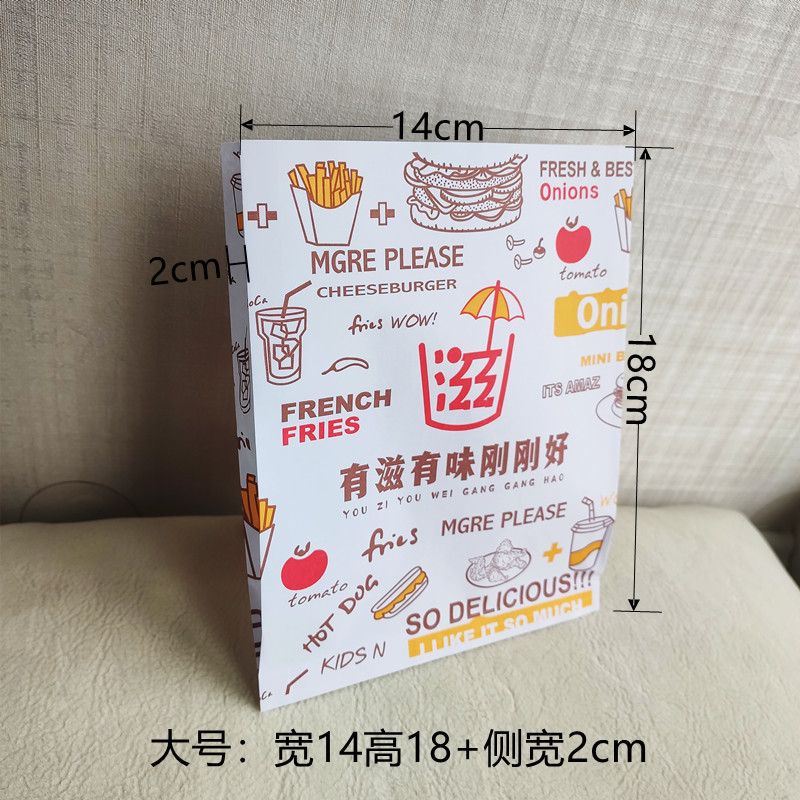 14cm
FRESH & BES
Onions
MGRE PLEASE
CHEESEBURGER
2cm
tomato
fries WOW!
Oni
滋
MINI B
18cm
ITS AMAZ
FRENCH
FRIES
有滋有味刚刚好
YOU ZI YOU WEI GANG GANG HAO
MGRE PLEASE
fries
tomato
HOT DOG
SO DELICIOUS!!!
I LIKE IT SO MUCH
KIDS N
大号：宽14高18+侧宽2cm